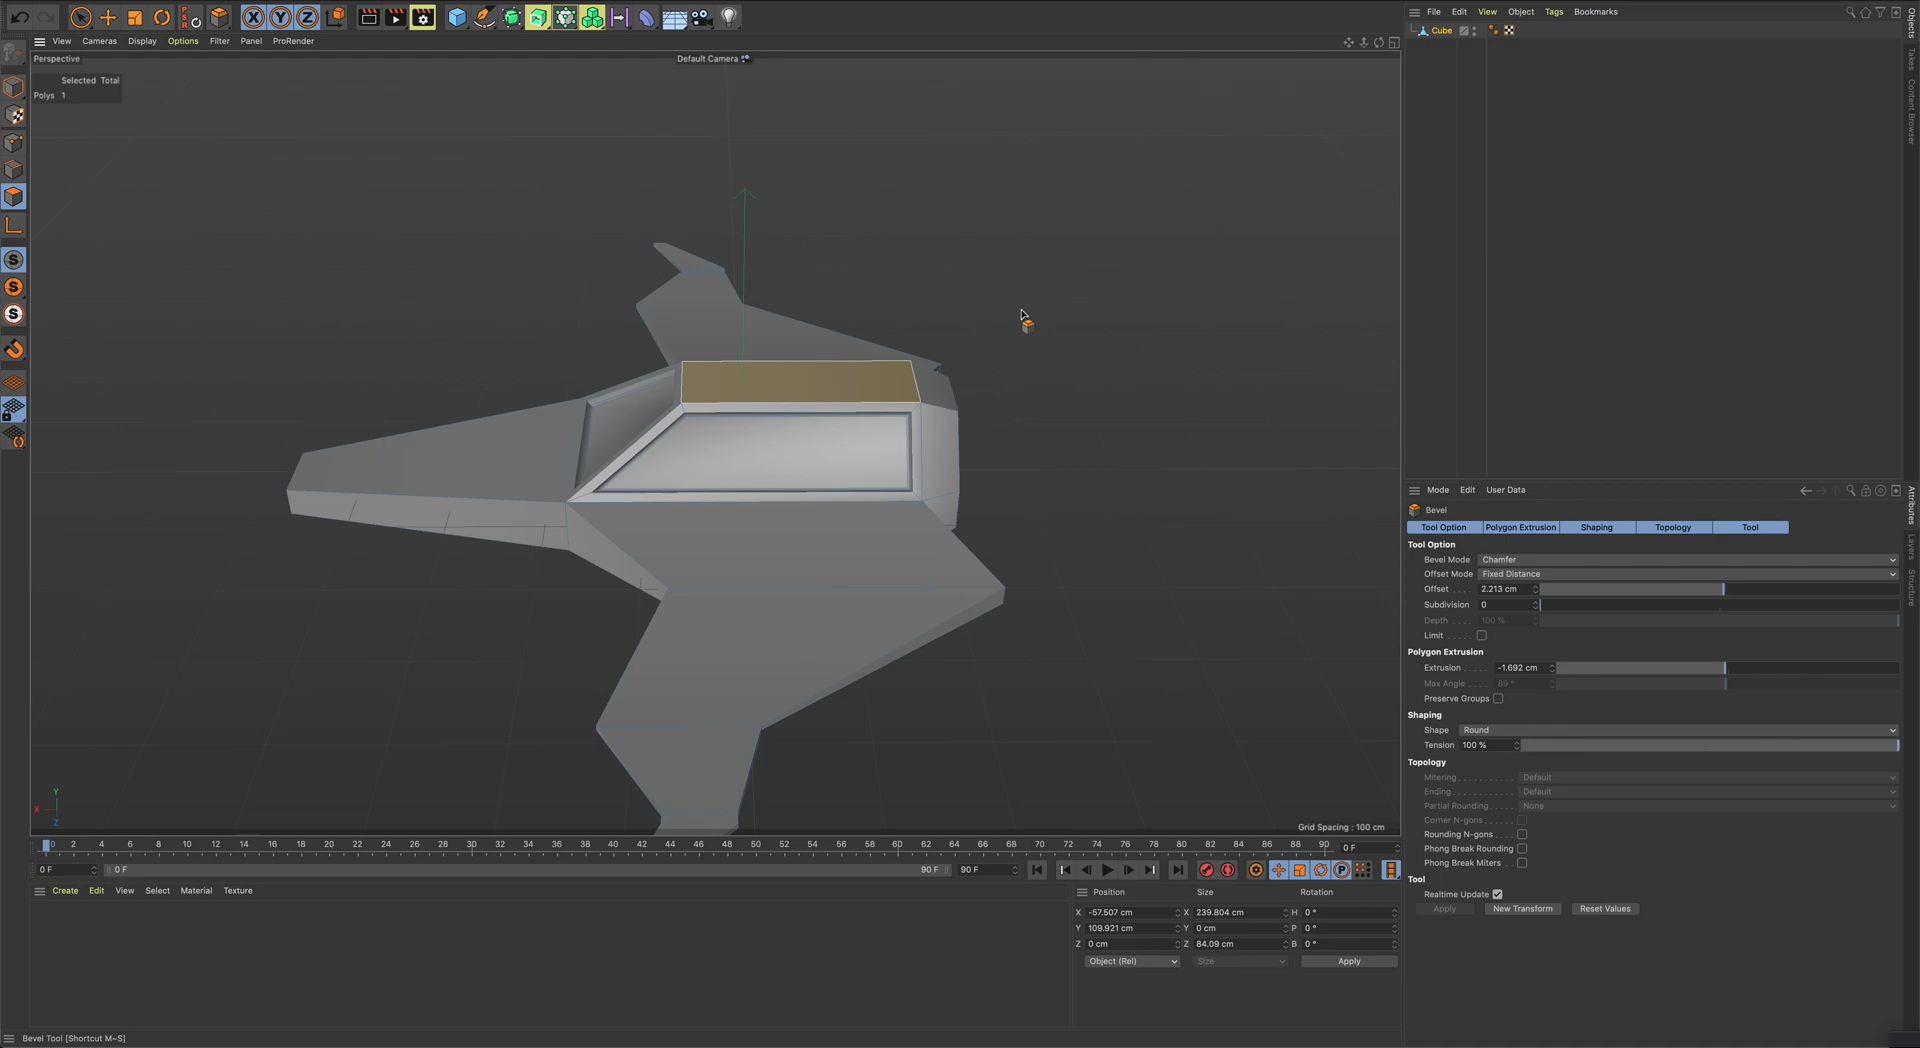 File Edit View Object Tags Bookmarks
View Cameras Display Options Filter Panel ProRender
Perspective
Default Camera
Selected Total
Polys 1
Cube
Objects
Takes
Content Browser
Mode Edit User Data
Bevel
Tool Option Polygon Extrusion Shaping Topology Tool
Tool Option
Bevel Mode Chamfer
Offset Mode Fixed Distance
Offset . . . . 2.213 cm
Subdivision 0
Depth . . . . 100 %
Limit . . . . .
Polygon Extrusion
Extrusion . . . . . -1.692 cm
Max Angle . . . . 89 °
Preserve Groups
Shaping
Shape Round
Tension 100 %
Topology
Mitering . . . . . . . . . . . Default
Ending . . . . . . . . . . . . Default
Partial Rounding . . . . . None
Corner N-gons . . . . . .
Rounding N-gons . . . .
Phong Break Rounding
Phong Break Miters . .
Tool
Realtime Update
Apply New Transform Reset Values
Attributes
Layers
Structure
Y
X
Z
Grid Spacing : 100 cm
0 2 4 6 8 10 12 14 16 18 20 22 24 26 28 30 32 34 36 38 40 42 44 46 48 50 52 54 56 58 60 62 64 66 68 70 72 74 76 78 80 82 84 86 88 90 0 F
0 F 0 F 90 F 90 F
Create Edit View Select Material Texture
Position Size Rotation
X -57.507 cm X 239.804 cm H 0 °
Y 109.921 cm Y 0 cm P 0 °
Z 0 cm Z 84.09 cm B 0 °
Object (Rel) Size Apply
Bevel Tool [Shortcut M~S]